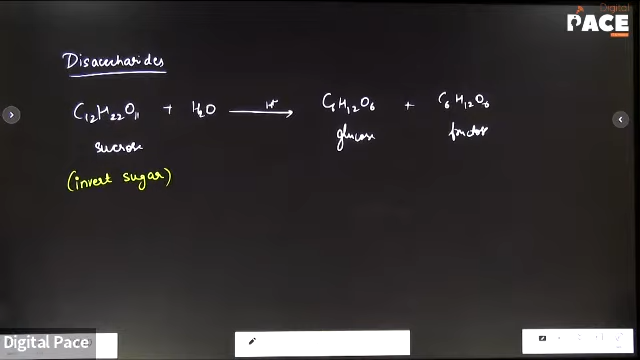 Digital
PACE
Disaccharides
C₁₂H₂₂O₁₁ + H₂O ⟶ H⁺ C₆H₁₂O₆ + C₆H₁₂O₆
sucrose glucose fructose
(invert sugar)
Digital Pace